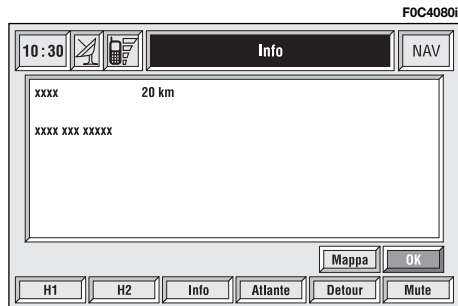 F0C4080i
10:30 Info NAV
xxxx 20 km
xxxx xxx xxxxx
Mappa OK
H1 H2 Info Atlante Detour Mute